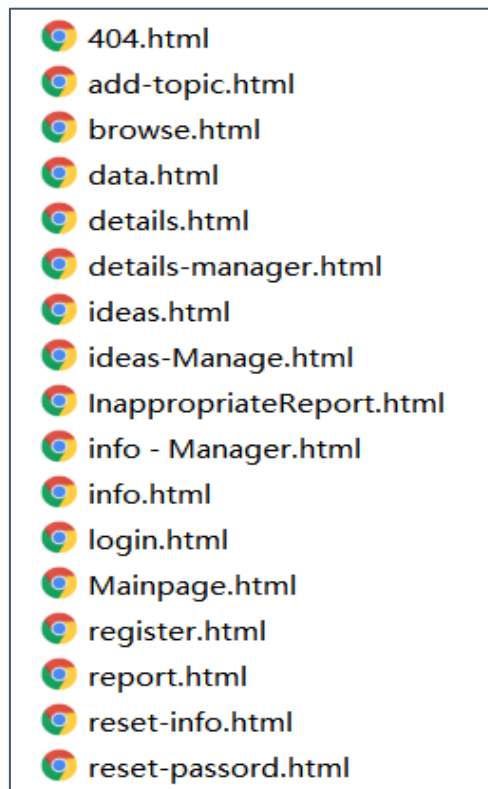 404.html
add-topic.html
browse.html
data.html
details.html
details-manager.html
ideas.html
ideas-Manage.html
InappropriateReport.html
info - Manager.html
info.html
login.html
Mainpage.html
register.html
report.html
reset-info.html
reset-passord.html